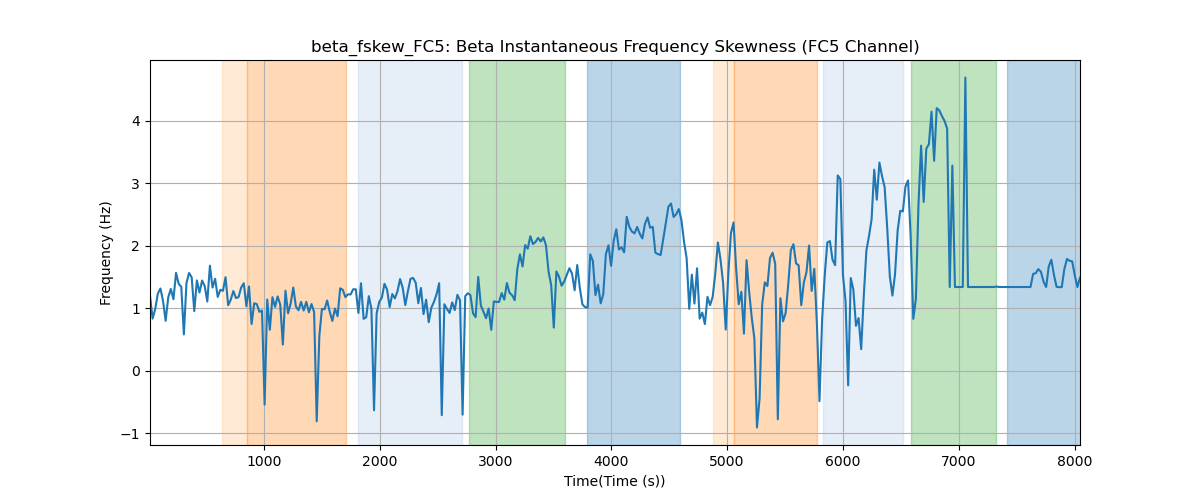 beta_fskew_FC5: Beta Instantaneous Frequency Skewness (FC5 Channel)
Frequency (Hz)
4
3
2
1
0
−1
1000 2000 3000 4000 5000 6000 7000 8000
Time(Time (s))